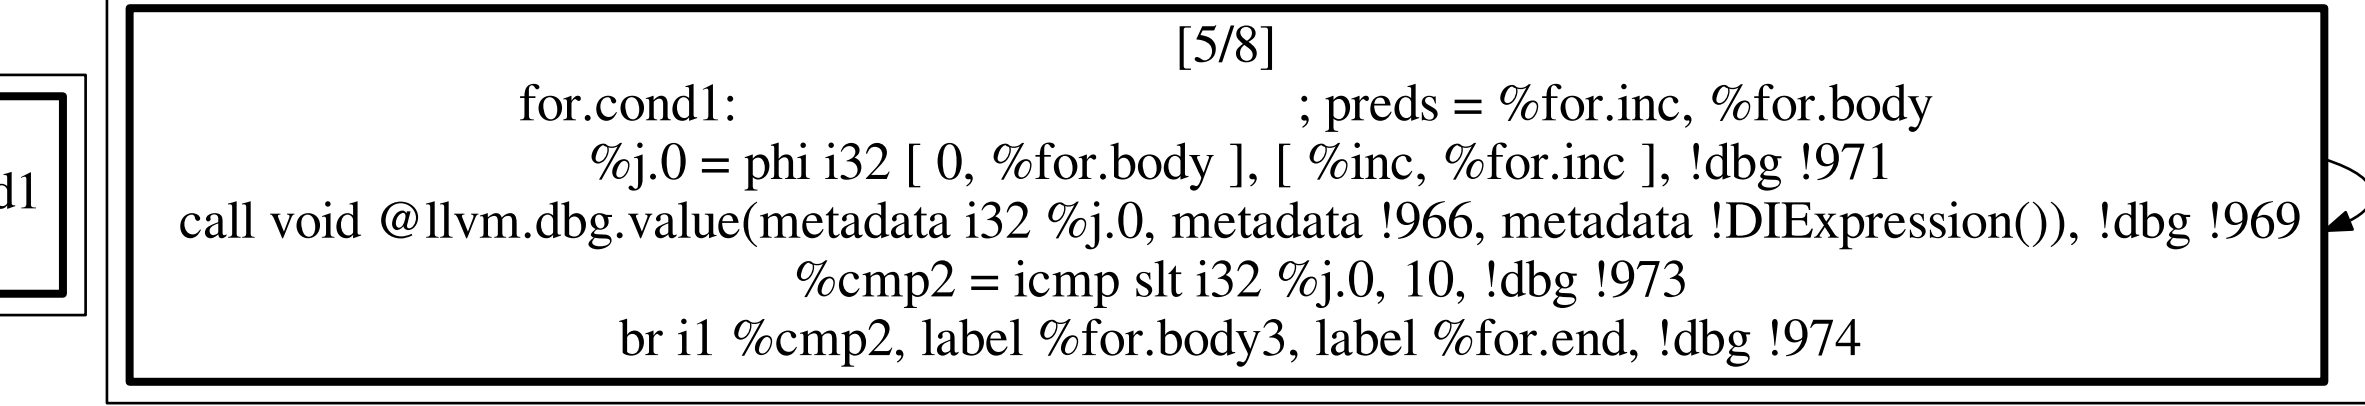 d1
[5/8]
for.cond1: ; preds = %for.inc, %for.body
%j.0 = phi i32 [ 0, %for.body ], [ %inc, %for.inc ], !dbg !971
call void @llvm.dbg.value(metadata i32 %j.0, metadata !966, metadata !DIExpression()), !dbg !969
%cmp2 = icmp slt i32 %j.0, 10, !dbg !973
br i1 %cmp2, label %for.body3, label %for.end, !dbg !974